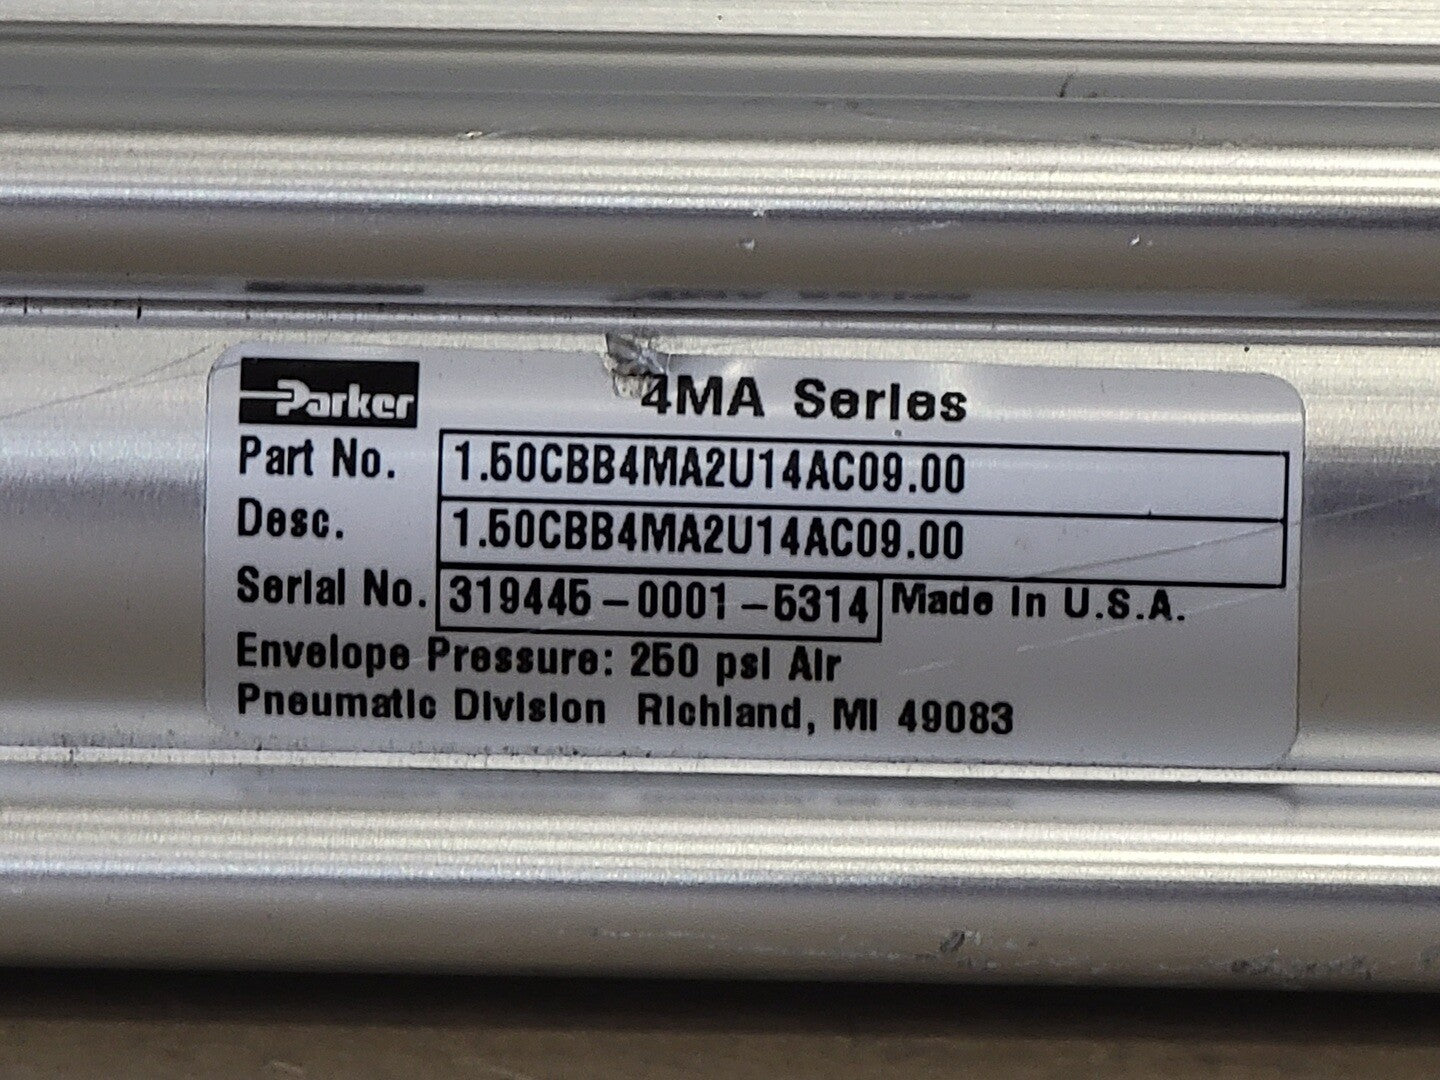 Parker
4MA Series
Part No. 1.50CBB4MA2U14AC09.00
Desc. 1.50CBB4MA2U14AC09.00
Serial No. 319445-0001-5314 Made In U.S.A.
Envelope Pressure: 250 psi Air
Pneumatic Division Richland, MI 49083